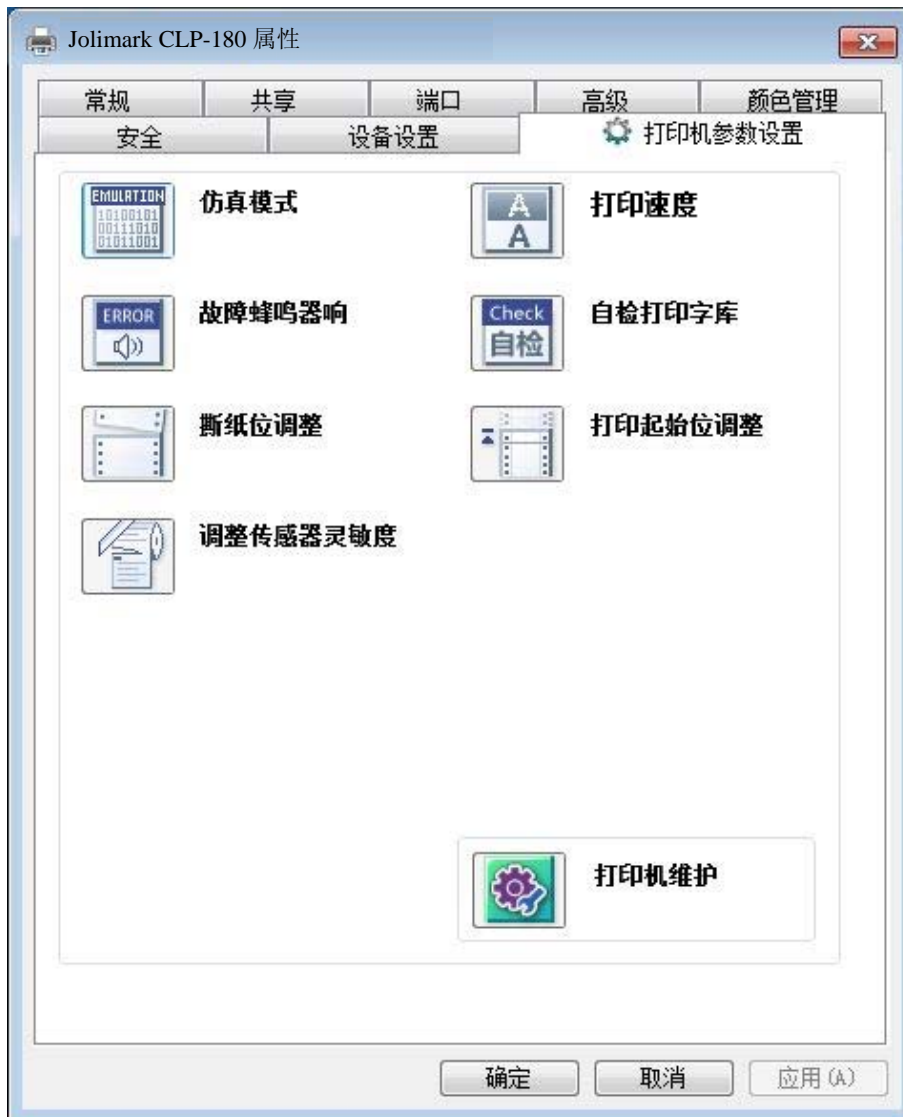 Jolimark CLP-180 属性
常规 共享 端口 高级 颜色管理
安全 设备设置 打印机参数设置
EMULATION
10100101
00111010
01011001
仿真模式
A
A
打印速度
ERROR
故障蜂鸣器响
Check
自检
自检打印字库
撕纸位调整
打印起始位调整
调整传感器灵敏度
打印机维护
确定 取消 应用(A)